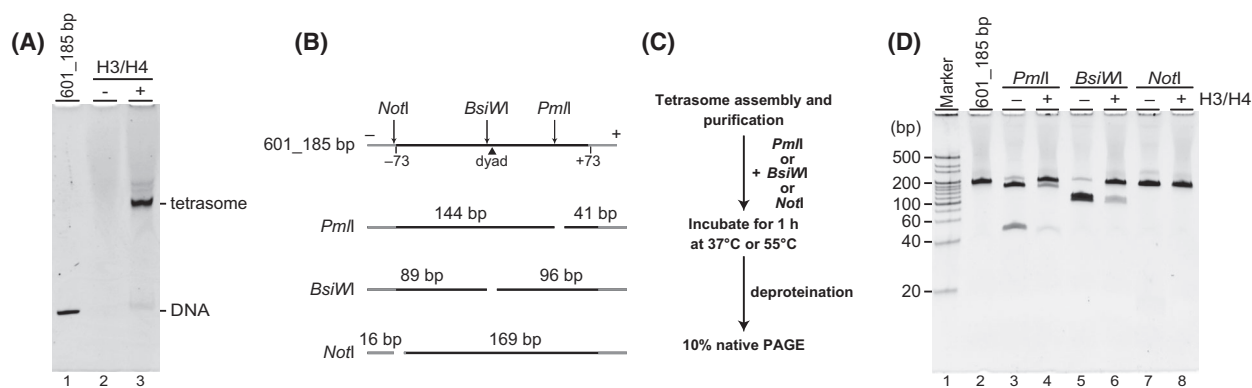 (A)
601_185 bp
H3/H4
- +
tetrasome
DNA
1 2 3
(B)
NotI BsiWI PmlI
– +
601_185 bp
–73 dyad +73
144 bp 41 bp
PmlI
89 bp 96 bp
BsiWI
16 bp 169 bp
NotI
(C)
Tetrasome assembly and
purification
PmlI
or
+ BsiWI
or
NotI
Incubate for 1 h
at 37°C or 55°C
deproteination
10% native PAGE
(D)
Marker
601_185 bp
PmlI BsiWI NotI
– + – + – + H3/H4
(bp)
500
200
100
60
40
20
1 2 3 4 5 6 7 8